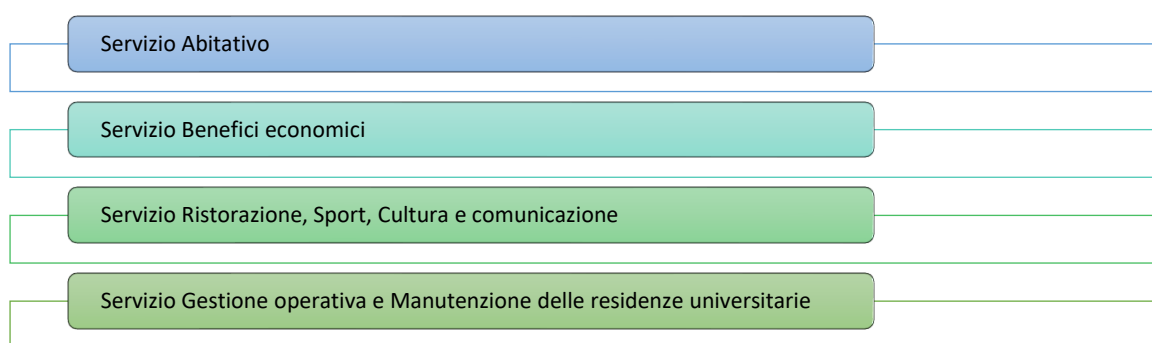 Servizio Abitativo
Servizio Benefici economici
Servizio Ristorazione, Sport, Cultura e comunicazione
Servizio Gestione operativa e Manutenzione delle residenze universitarie